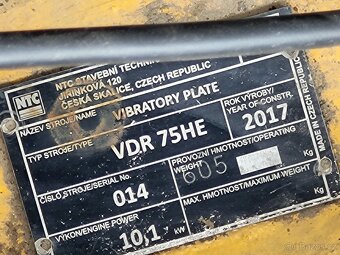 NTC
NTC STAVEBNÍ TECHNI
JIŘINKOVÁ 120
ČESKÁ SKALICE, CZECH REPUBLIC
NÁZEV STROJE/NAME
VIBRATORY PLATE
TYP STROJE/TYPE
VDR 75HE
ROK VÝROBY/
YEAR OF CONSTR.
2017
ČÍSLO STROJE/SERIAL No.
014
PROVOZNÍ HMOTNOST/
OPERATING WEIGHT
605
Kg
VÝKON/ENGINE POWER
10,1
kW
MAX. HMOTNOST/MAXIMUM WEIGHT
Kg
MADE IN CZECH REPUBLIC